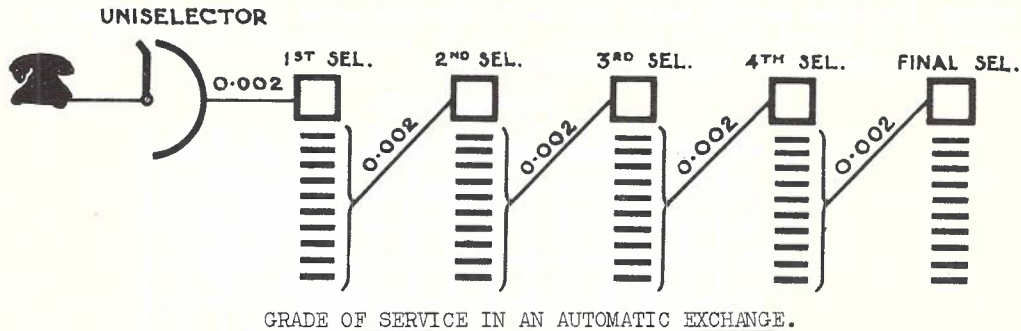 UNISELECTOR
1ST SEL.
2ND SEL.
3RD SEL.
4TH SEL.
FINAL SEL.
0·002
0·002
0·002
0·002
0·002
GRADE OF SERVICE IN AN AUTOMATIC EXCHANGE.